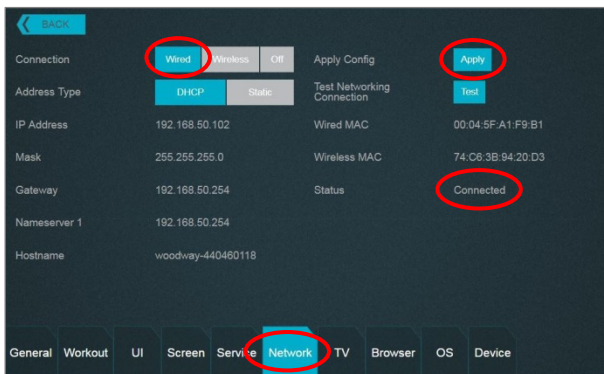 BACK
Connection Wired Wireless Off Apply Config Apply
Address Type DHCP Static Test Networking Connection Test
IP Address 192.168.50.102 Wired MAC 00:04:5F:A1:F9:B1
Mask 255.255.255.0 Wireless MAC 74:C6:3B:94:20:D3
Gateway 192.168.50.254 Status Connected
Nameserver 1 192.168.50.254
Hostname woodway-440460118
General Workout UI Screen Service Network TV Browser OS Device